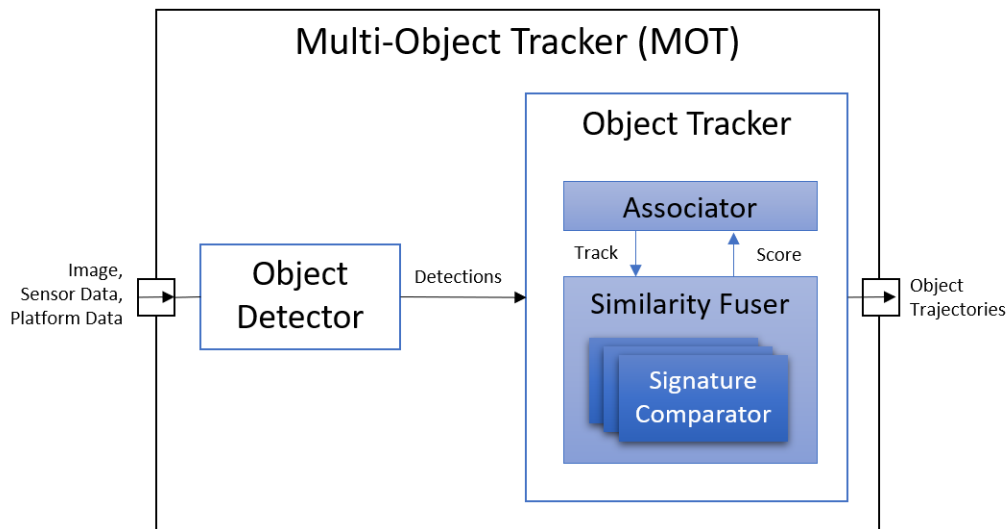 Multi-Object Tracker (MOT)
Object Tracker
Associator
Track
Score
Image,
Sensor Data,
Platform Data
Object
Detector
Detections
Similarity Fuser
Signature
Comparator
Object
Trajectories